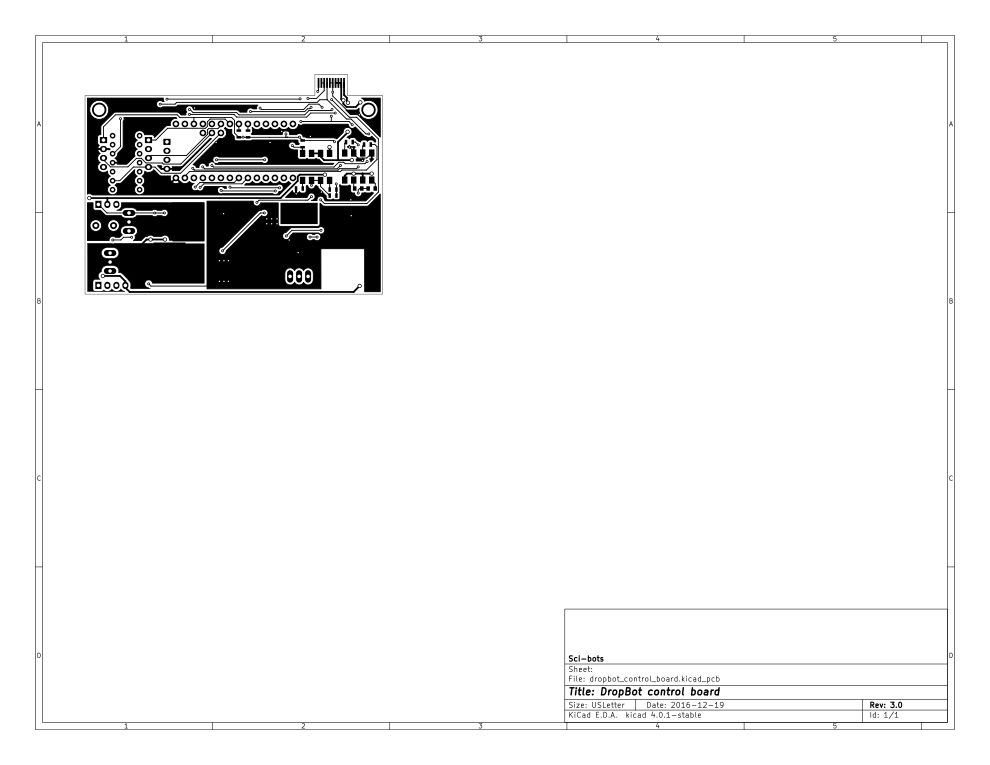 1 2 3 4 5
A A
B B
C C
D D
Sci-bots
Sheet:
File: dropbot_control_board.kicad_pcb
Title: DropBot control board
Size: USLetter Date: 2016-12-19 Rev: 3.0
KiCad E.D.A. kicad 4.0.1-stable Id: 1/1
1 2 3 4 5